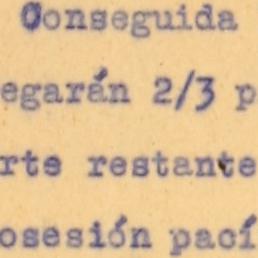 Conseguida
egarán 2/3 p
rte restante
osesión pací